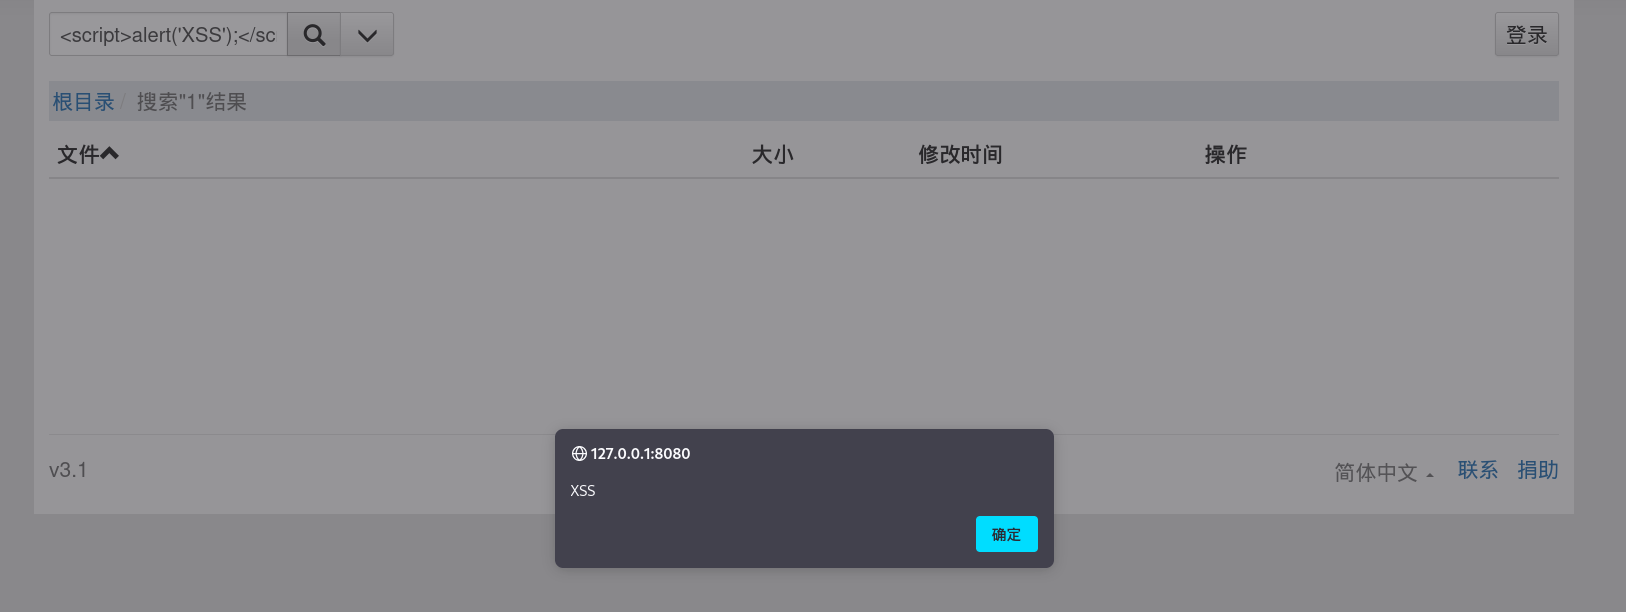 <script>alert('XSS');</sc
登录
根目录 / 搜索"1"结果
文件 大小 修改时间 操作
127.0.0.1:8080
XSS
确定
v3.1 简体中文 联系 捐助